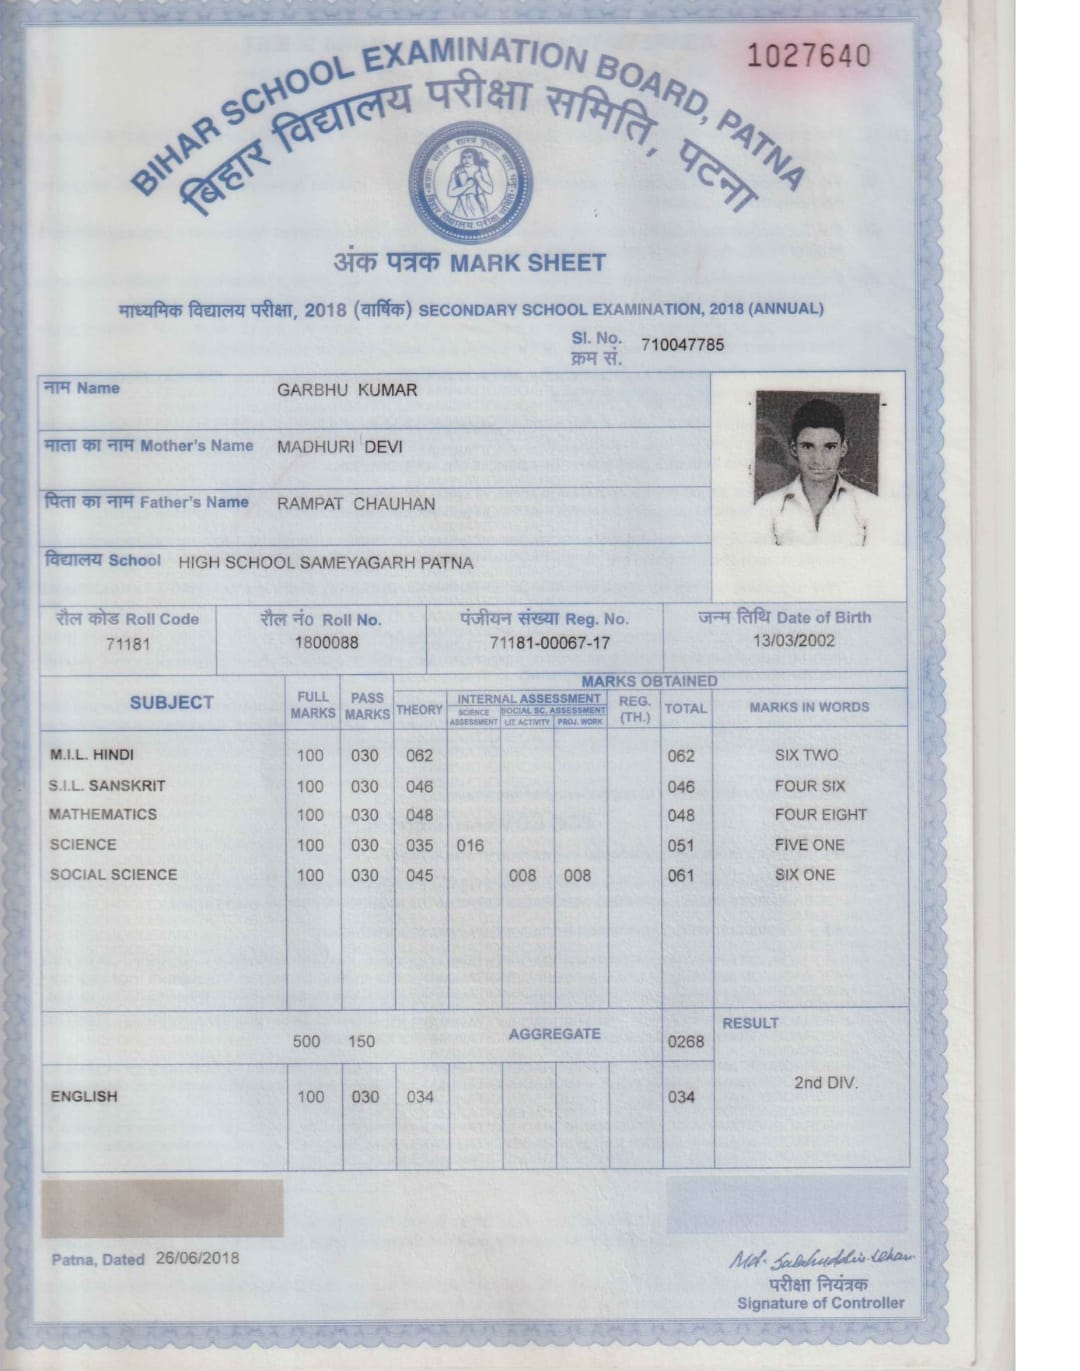 1027640
BIHAR SCHOOL EXAMINATION BOARD, PATNA
बिहार विद्यालय परीक्षा समिति, पटना
अंक पत्रक MARK SHEET
माध्यमिक विद्यालय परीक्षा, 2018 (वार्षिक) SECONDARY SCHOOL EXAMINATION, 2018 (ANNUAL)
Sl. No. 710047785
क्रम सं.
नाम Name GARBHU KUMAR
माता का नाम Mother's Name MADHURI DEVI
पिता का नाम Father's Name RAMPAT CHAUHAN
विद्यालय School HIGH SCHOOL SAMEYAGARH PATNA
रौल कोड Roll Code रौल नं० Roll No. पंजीयन संख्या Reg. No. जन्म तिथि Date of Birth
71181 1800088 71181-00067-17 13/03/2002
MARKS OBTAINED
SUBJECT FULL MARKS PASS MARKS THEORY INTERNAL ASSESSMENT REG. (TH.) TOTAL MARKS IN WORDS
SCIENCE ASSESSMENT SOCIAL SC. ASSESSMENT
LIT. ACTIVITY PROJ. WORK
M.I.L. HINDI 100 030 062 062 SIX TWO
S.I.L. SANSKRIT 100 030 046 046 FOUR SIX
MATHEMATICS 100 030 048 048 FOUR EIGHT
SCIENCE 100 030 035 016 051 FIVE ONE
SOCIAL SCIENCE 100 030 045 008 008 061 SIX ONE
500 150 AGGREGATE 0268 RESULT
2nd DIV.
ENGLISH 100 030 034 034
Patna, Dated 26/06/2018
परीक्षा नियंत्रक
Signature of Controller